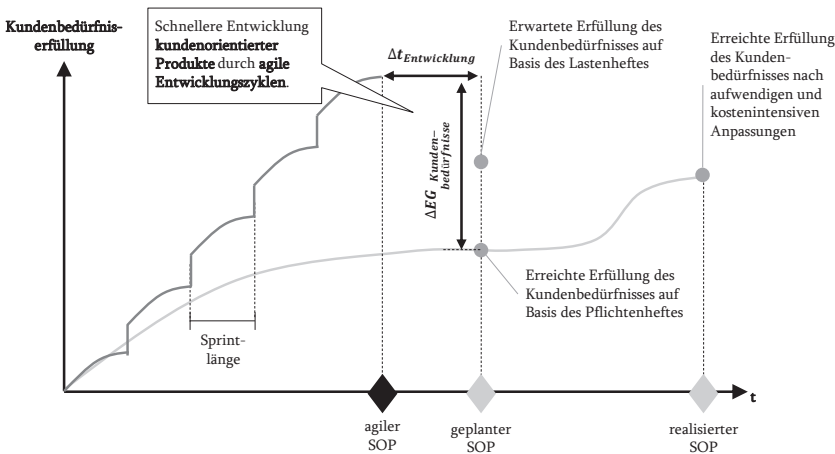 Kundenbedürfnis-
erfüllung
Schnellere Entwicklung
kundenorientierter
Produkte durch agile
Entwicklungszyklen.
Δt Entwicklung
ΔEG Kunden-
bedürfnisse
Erwartete Erfüllung des
Kundenbedürfnisses auf
Basis des Lastenheftes
Erreichte Erfüllung
des Kunden-
bedürfnisses nach
aufwendigen und
kostenintensiven
Anpassungen
Erreichte Erfüllung des
Kundenbedürfnisses auf
Basis des Pflichtenheftes
Sprint-
länge
t
agiler
SOP
geplanter
SOP
realisierter
SOP